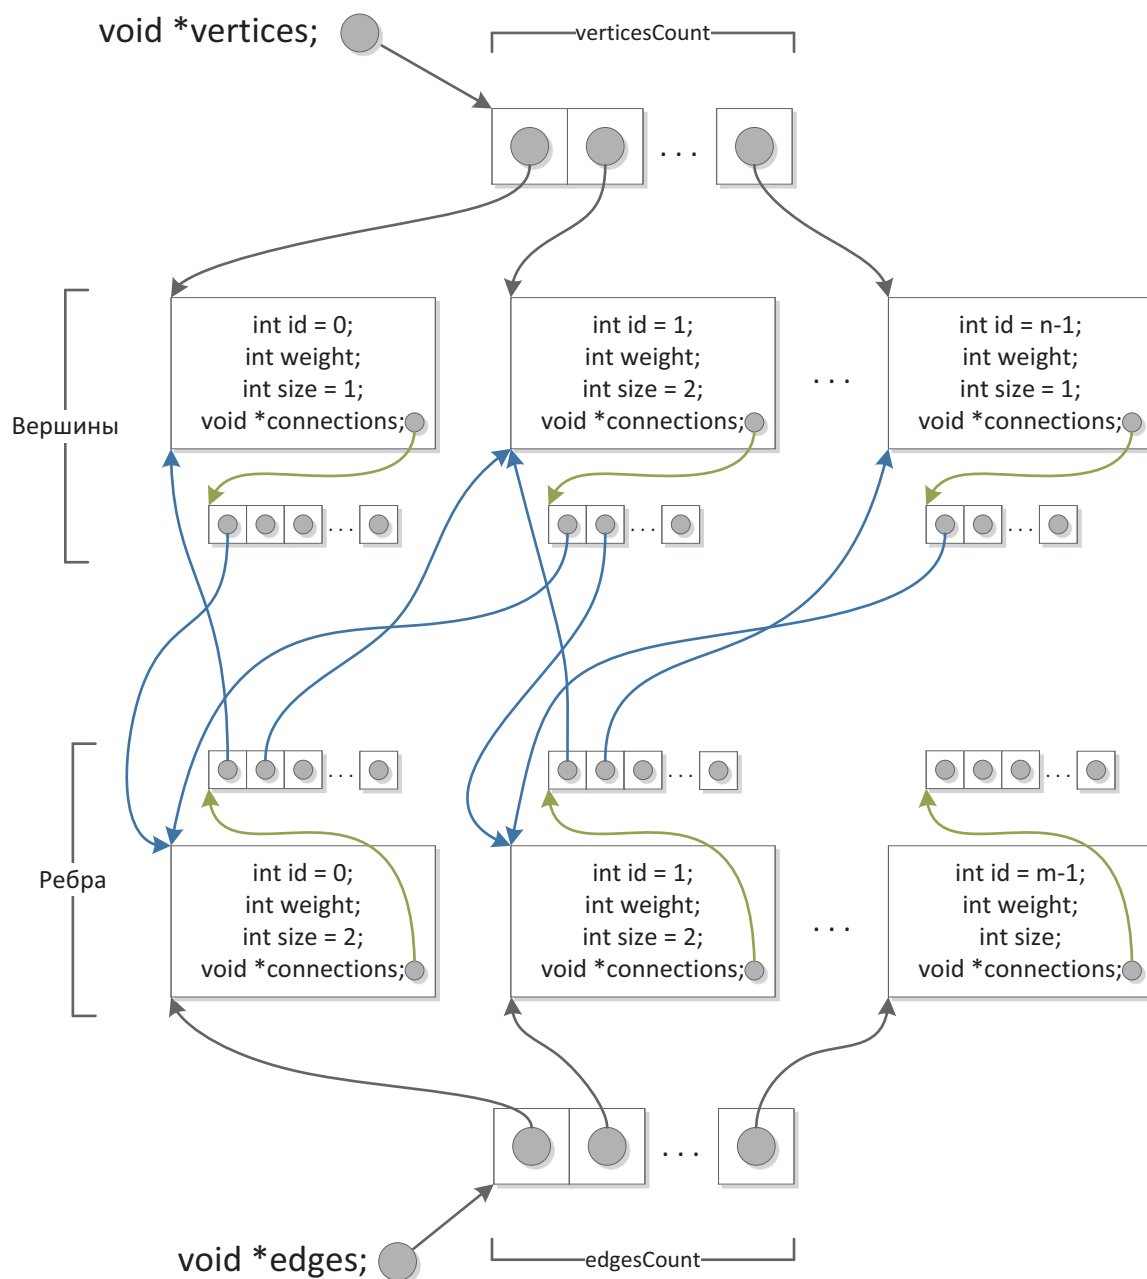 void *vertices;
verticesCount
. . .
Вершины
int id = 0;
int weight;
int size = 1;
void *connections;
int id = 1;
int weight;
int size = 2;
void *connections;
. . .
int id = n-1;
int weight;
int size = 1;
void *connections;
. . .
. . .
. . .
. . .
. . .
. . .
Ребра
int id = 0;
int weight;
int size = 2;
void *connections;
int id = 1;
int weight;
int size = 2;
void *connections;
. . .
int id = m-1;
int weight;
int size;
void *connections;
. . .
void *edges;
edgesCount